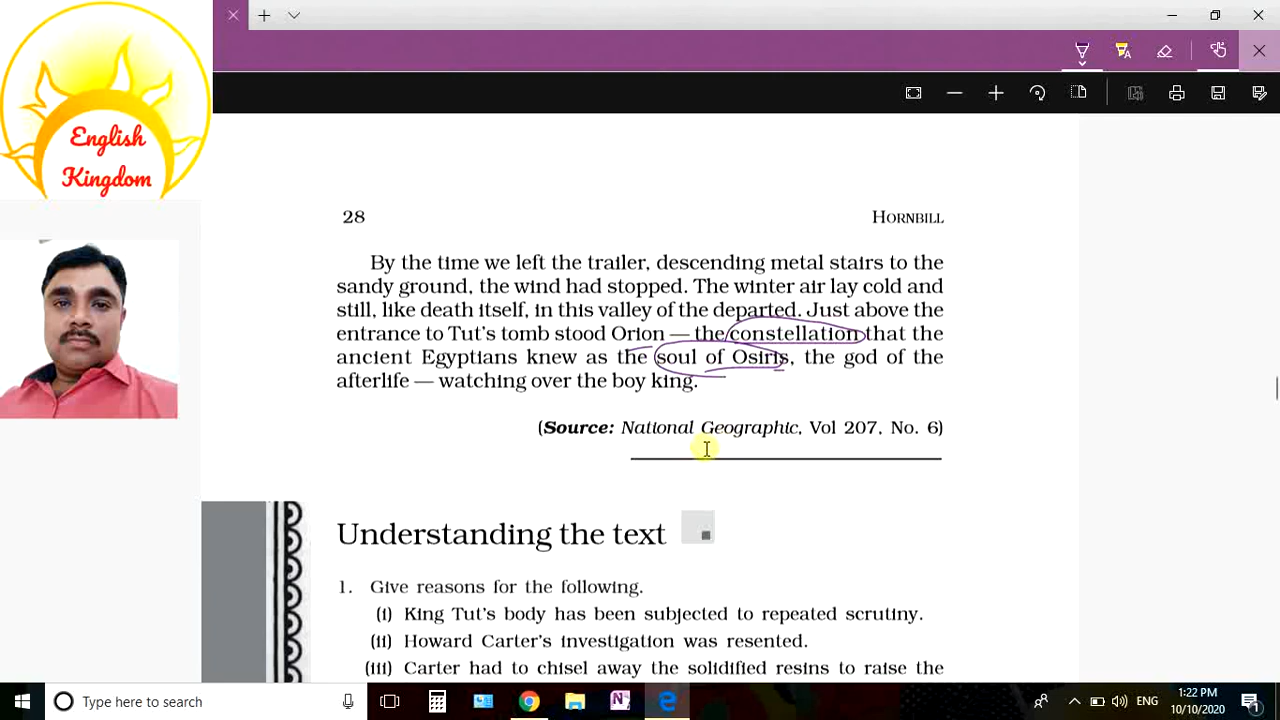 English
Kingdom
28 HORNBILL
By the time we left the trailer, descending metal stairs to the
sandy ground, the wind had stopped. The winter air lay cold and
still, like death itself, in this valley of the departed. Just above the
entrance to Tut's tomb stood Orion — the constellation that the
ancient Egyptians knew as the soul of Osiris, the god of the
afterlife — watching over the boy king.
(Source: National Geographic, Vol 207, No. 6)
Understanding the text
1. Give reasons for the following.
(i) King Tut's body has been subjected to repeated scrutiny.
(ii) Howard Carter's investigation was resented.
(iii) Carter had to chisel away the solidified resins to raise the
Type here to search
ENG
1:22 PM
10/10/2020
1